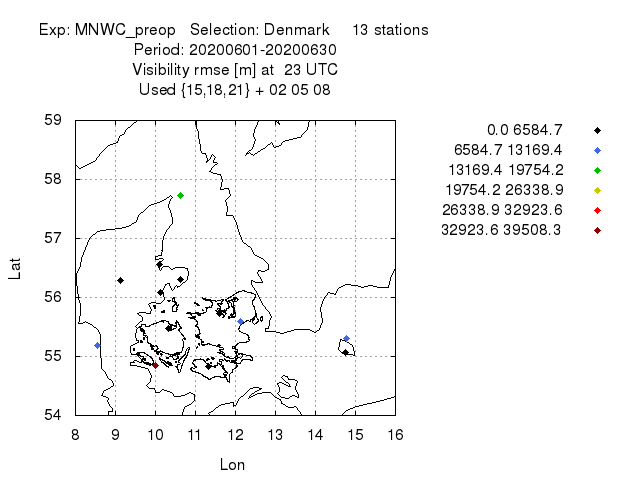 Exp: MNWC_preop Selection: Denmark 13 stations
Period: 20200601-20200630
Visibility rmse [m] at 23 UTC
Used {15,18,21} + 02 05 08
0.0 6584.7
6584.7 13169.4
13169.4 19754.2
19754.2 26338.9
26338.9 32923.6
32923.6 39508.3
59
58
57
56
55
54
Lat
8 9 10 11 12 13 14 15 16
Lon